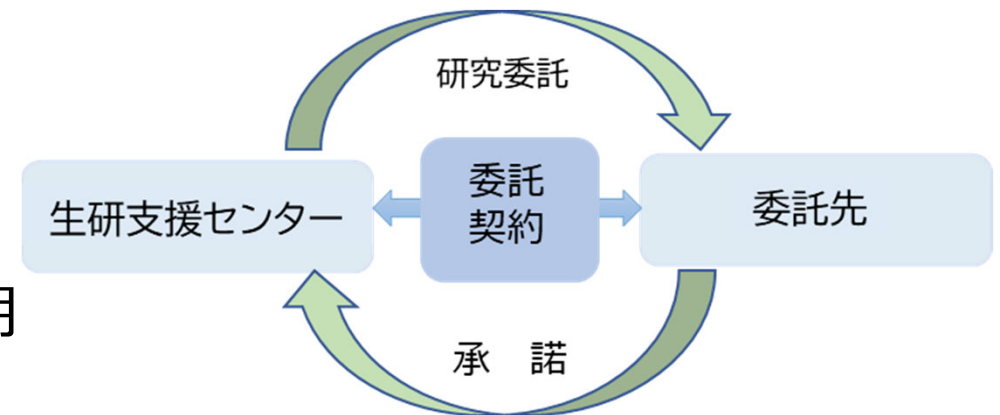 研究委託
生研支援センター
委託
契約
委託先
承　諾